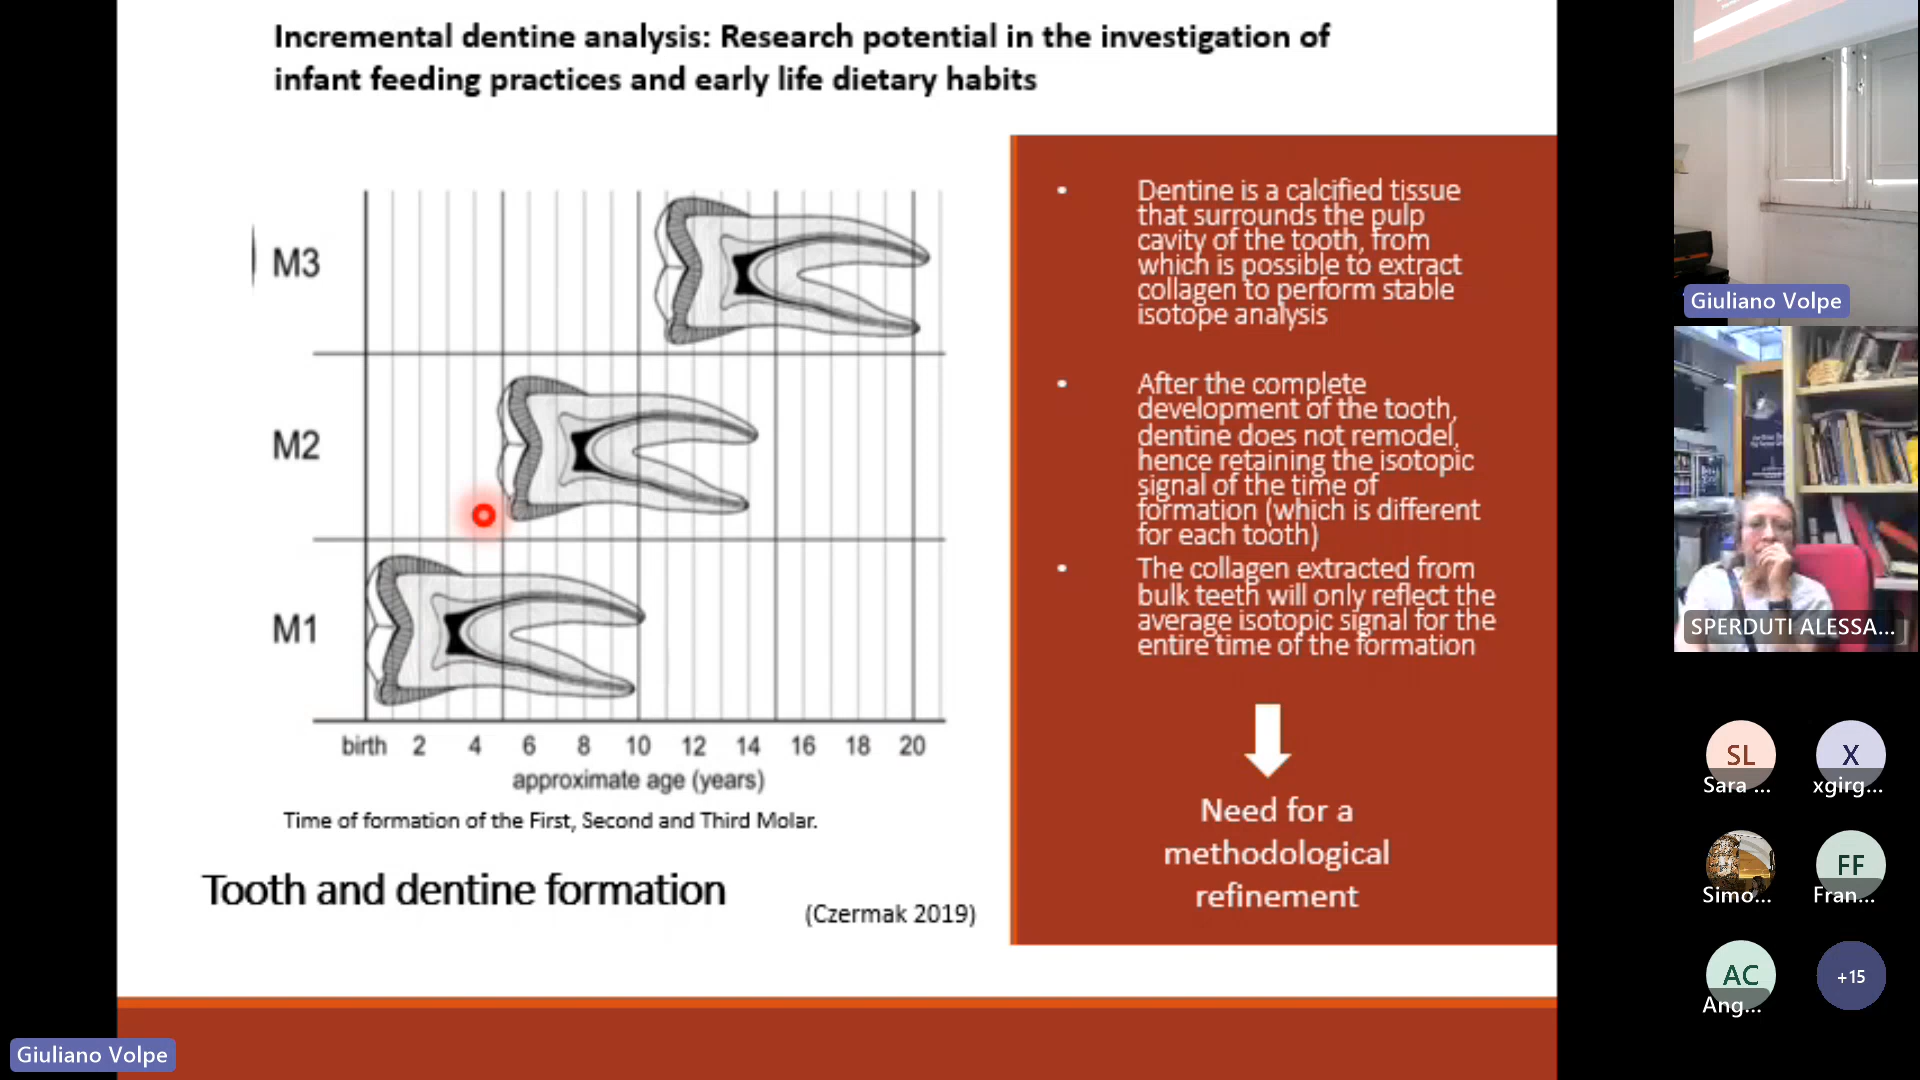 Incremental dentine analysis: Research potential in the investigation of
infant feeding practices and early life dietary habits
M3
M2
M1
birth 2 4 6 8 10 12 14 16 18 20
approximate age (years)
Time of formation of the First, Second and Third Molar.
Tooth and dentine formation
(Czermak 2019)
• Dentine is a calcified tissue
that surrounds the pulp
cavity of the tooth, from
which is possible to extract
collagen to perform stable
isotope analysis
• After the complete
development of the tooth,
dentine does not remodel,
hence retaining the isotopic
signal of the time of
formation (which is different
for each tooth)
• The collagen extracted from
bulk teeth will only reflect the
average isotopic signal for the
entire time of the formation
Need for a
methodological
refinement
Giuliano Volpe
Giuliano Volpe
SPERDUTI ALESSA...
SL
Sara ...
X
xgirg...
Simo...
FF
Fran...
AC
Ang...
+15